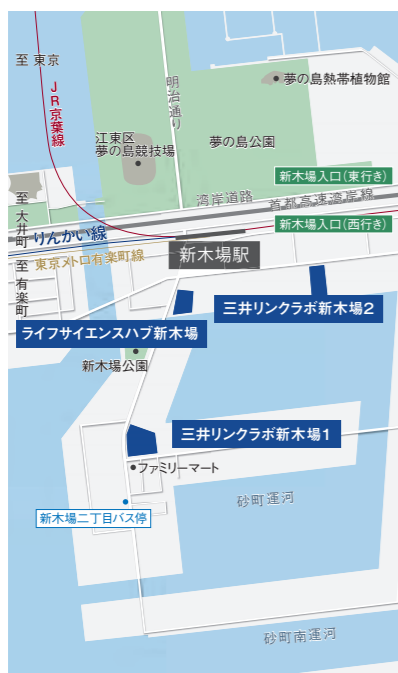 至 東京
JR京葉線
明治通り
夢の島熱帯植物館
江東区
夢の島競技場
夢の島公園
新木場入口(東行き)
湾岸道路
首都高速湾岸線
至 大井町
新木場入口(西行き)
りんかい線
東京メトロ有楽町線
新木場駅
至 有楽町
三井リンクラボ新木場2
ライフサイエンスハブ新木場
新木場公園
三井リンクラボ新木場1
ファミリーマート
砂町運河
新木場二丁目バス停
砂町南運河